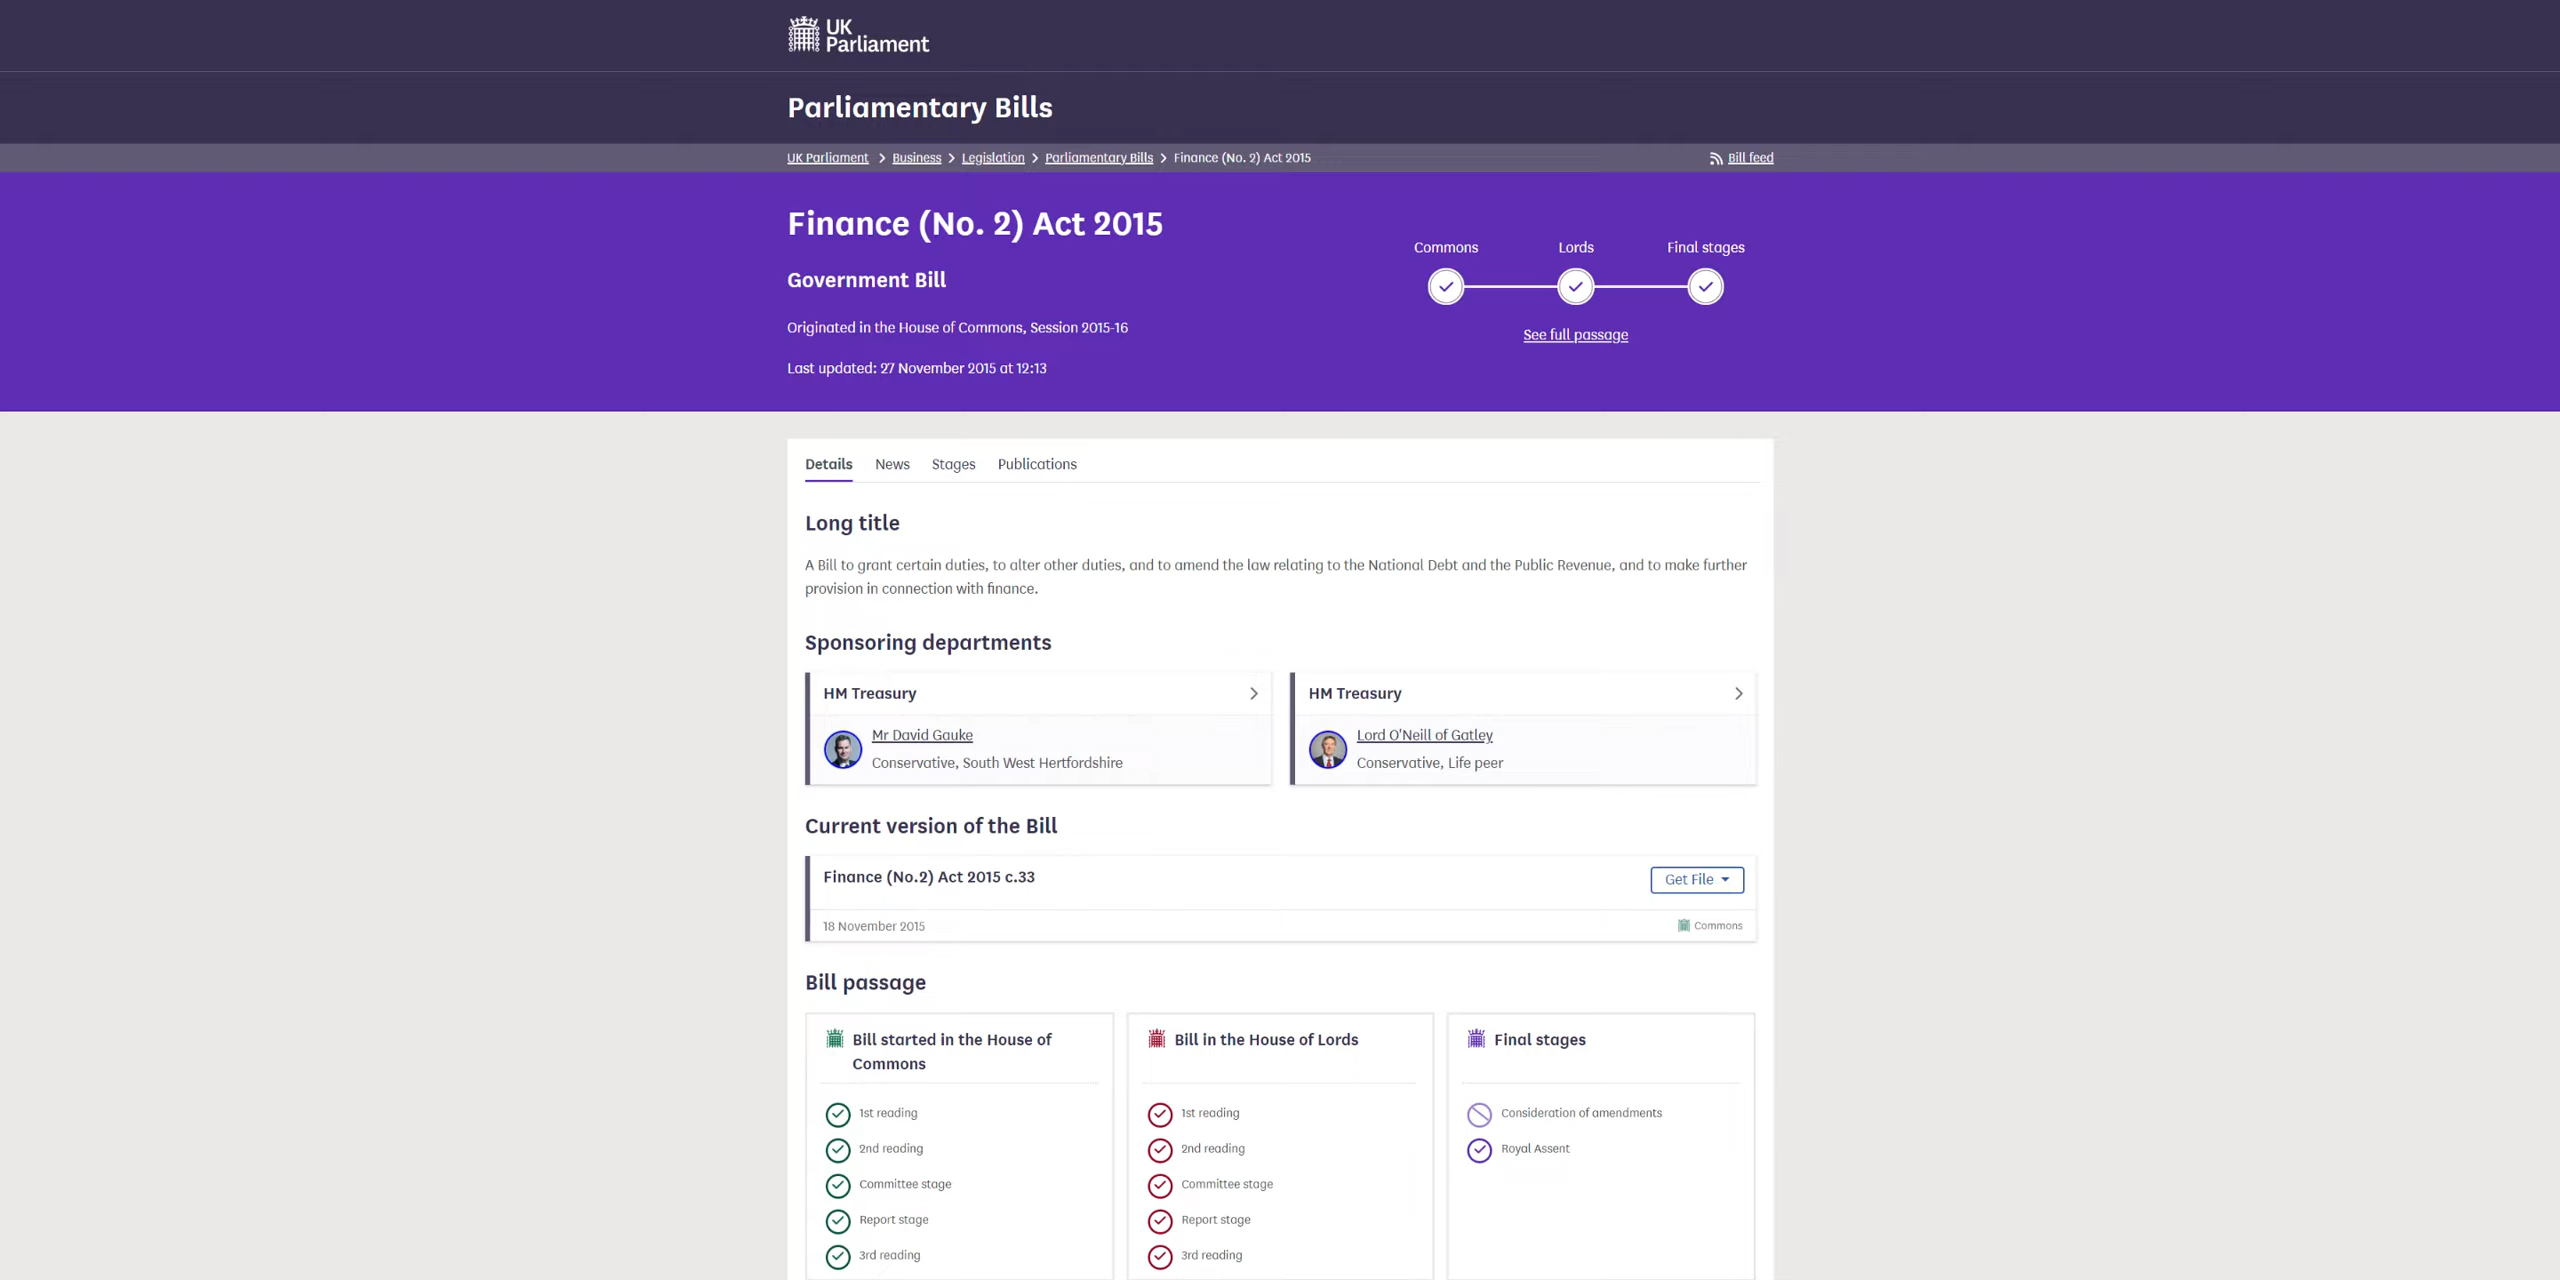 UK
Parliament
Parliamentary Bills
UK Parliament > Business > Legislation > Parliamentary Bills > Finance (No. 2) Act 2015
Bill feed
Finance (No. 2) Act 2015
Government Bill
Originated in the House of Commons, Session 2015-16
Last updated: 27 November 2015 at 12:13
Commons Lords Final stages
See full passage
Details News Stages Publications
Long title
A Bill to grant certain duties, to alter other duties, and to amend the law relating to the National Debt and the Public Revenue, and to make further
provision in connection with finance.
Sponsoring departments
HM Treasury
Mr David Gauke
Conservative, South West Hertfordshire
HM Treasury
Lord O'Neill of Gatley
Conservative, Life peer
Current version of the Bill
Finance (No.2) Act 2015 c.33
Get File
18 November 2015
Commons
Bill passage
Bill started in the House of
Commons
1st reading
2nd reading
Committee stage
Report stage
3rd reading
Bill in the House of Lords
1st reading
2nd reading
Committee stage
Report stage
3rd reading
Final stages
Consideration of amendments
Royal Assent